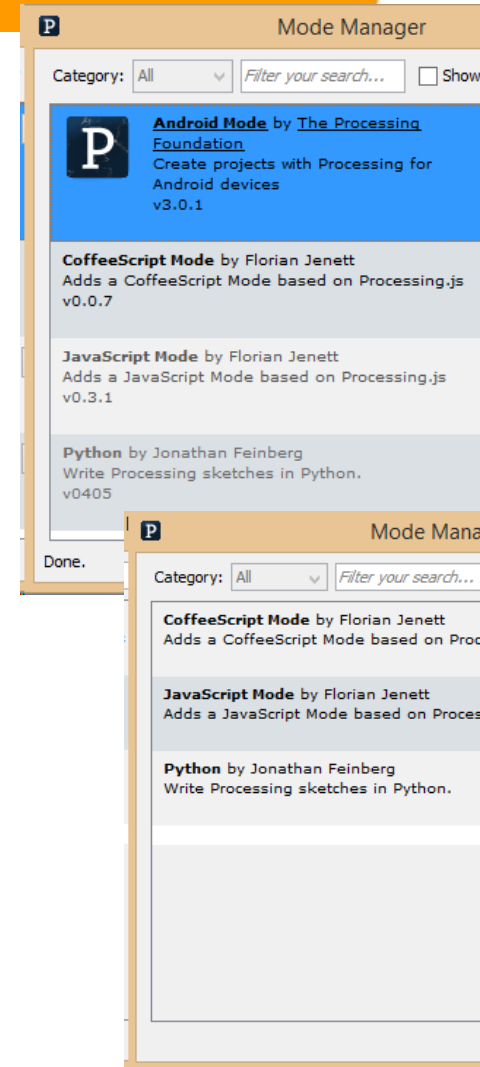 Mode Manager
Category: All Filter your search... Show
Android Mode by The Processing
Foundation
Create projects with Processing for
Android devices
v3.0.1
CoffeeScript Mode by Florian Jenett
Adds a CoffeeScript Mode based on Processing.js
v0.0.7
JavaScript Mode by Florian Jenett
Adds a JavaScript Mode based on Processing.js
v0.3.1
Python by Jonathan Feinberg
Write Processing sketches in Python.
v0405
Done.
Mode Mana
Category: All Filter your search...
CoffeeScript Mode by Florian Jenett
Adds a CoffeeScript Mode based on Proc
JavaScript Mode by Florian Jenett
Adds a JavaScript Mode based on Proces
Python by Jonathan Feinberg
Write Processing sketches in Python.